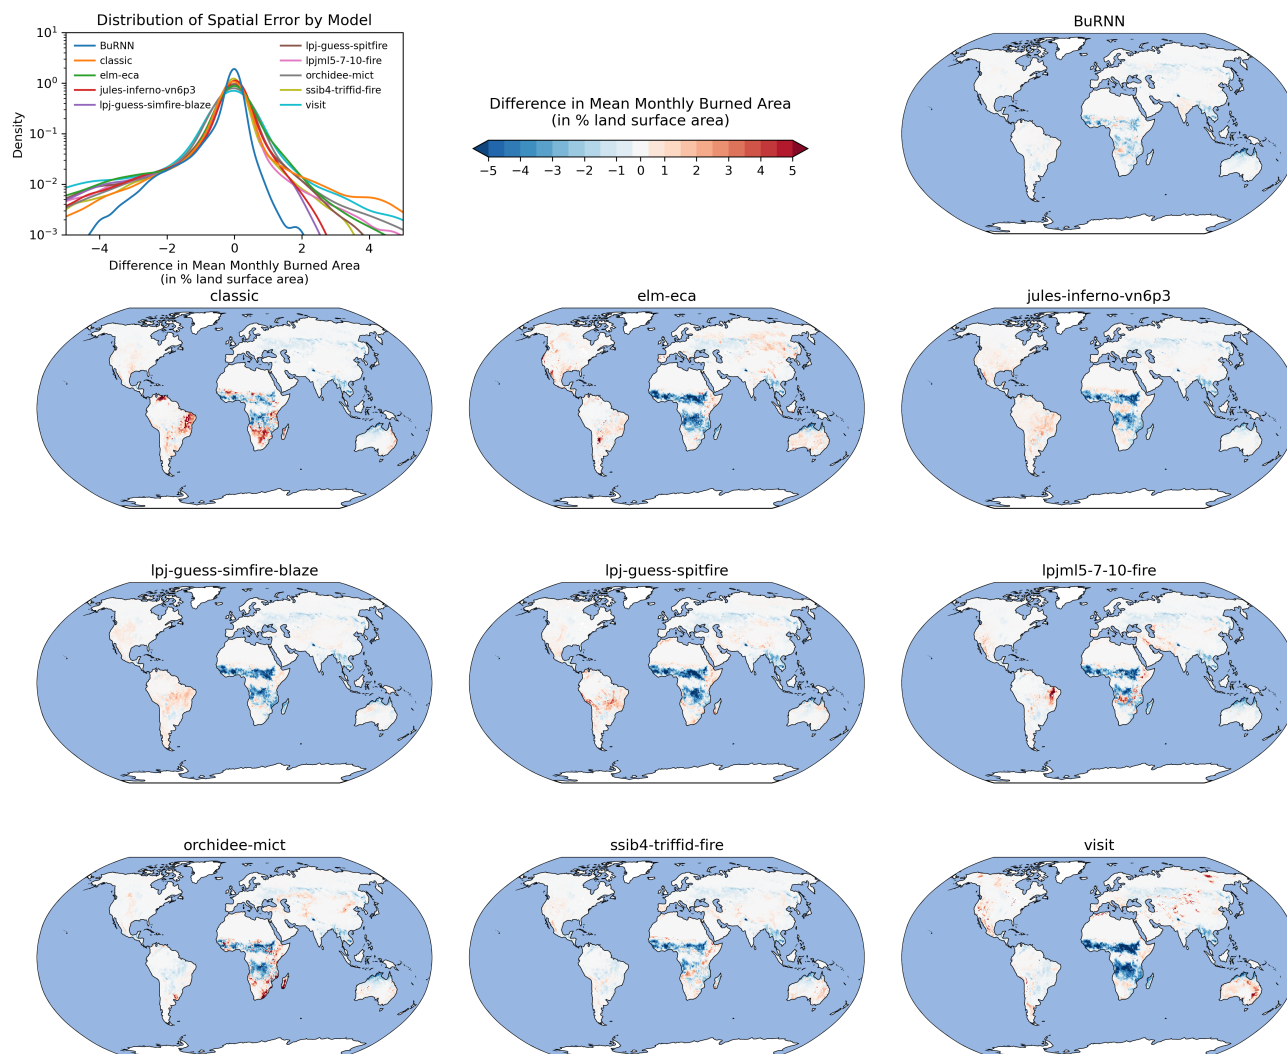 Distribution of Spatial Error by Model
10¹
10⁰
10⁻¹
10⁻²
10⁻³
Density
BuRNN
classic
elm-eca
jules-inferno-vn6p3
lpj-guess-simfire-blaze
lpj-guess-spitfire
lpjml5-7-10-fire
orchidee-mict
ssib4-triffid-fire
visit
−4 −2 0 2 4
Difference in Mean Monthly Burned Area
(in % land surface area)
Difference in Mean Monthly Burned Area
(in % land surface area)
−5 −4 −3 −2 −1 0 1 2 3 4 5
BuRNN
classic
elm-eca
jules-inferno-vn6p3
lpj-guess-simfire-blaze
lpj-guess-spitfire
lpjml5-7-10-fire
orchidee-mict
ssib4-triffid-fire
visit